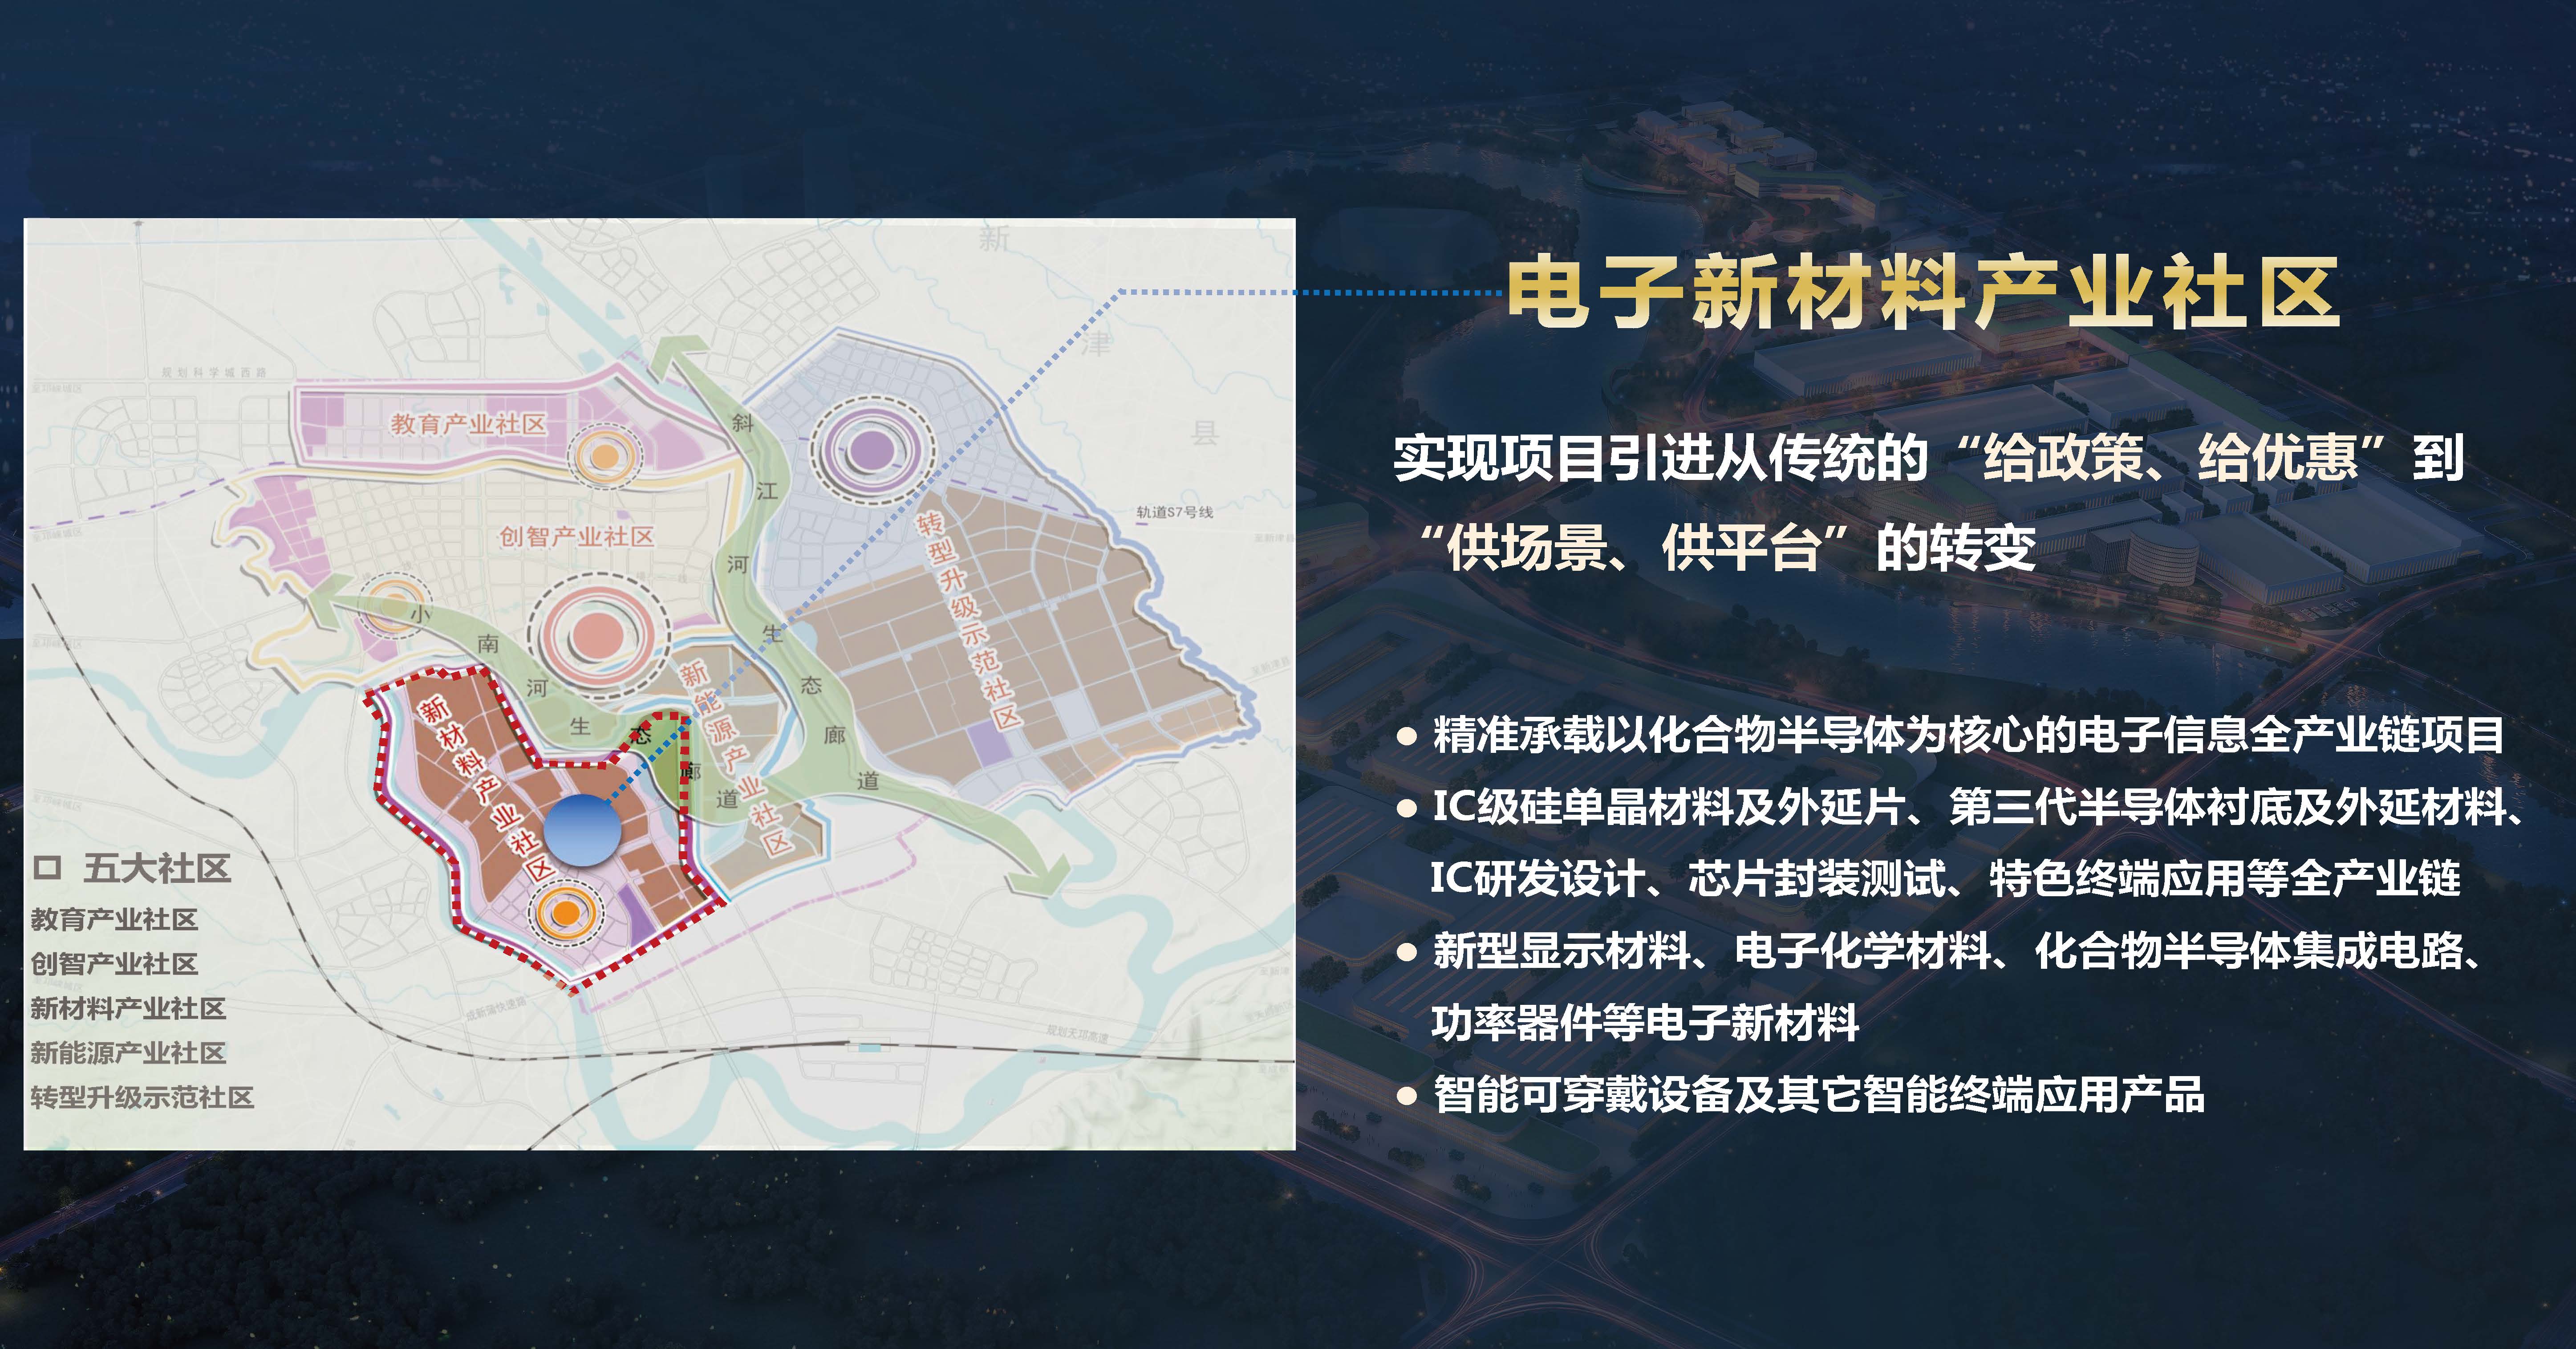 电子新材料产业社区
实现项目引进从传统的“给政策、给优惠”到
“供场景、供平台”的转变
● 精准承载以化合物半导体为核心的电子信息全产业链项目
● IC级硅单晶材料及外延片、第三代半导体衬底及外延材料、
IC研发设计、芯片封装测试、特色终端应用等全产业链
● 新型显示材料、电子化学材料、化合物半导体集成电路、
功率器件等电子新材料
● 智能可穿戴设备及其它智能终端应用产品
新津县
规划科学城西路
教育产业社区
创智产业社区
斜江河生态廊道
小南河生态廊道
轨道S7号线
转型升级示范社区
新能源产业社区
新材料产业社区
成新蒲快速路
规划天邛高速
五大社区
教育产业社区
创智产业社区
新材料产业社区
新能源产业社区
转型升级示范社区